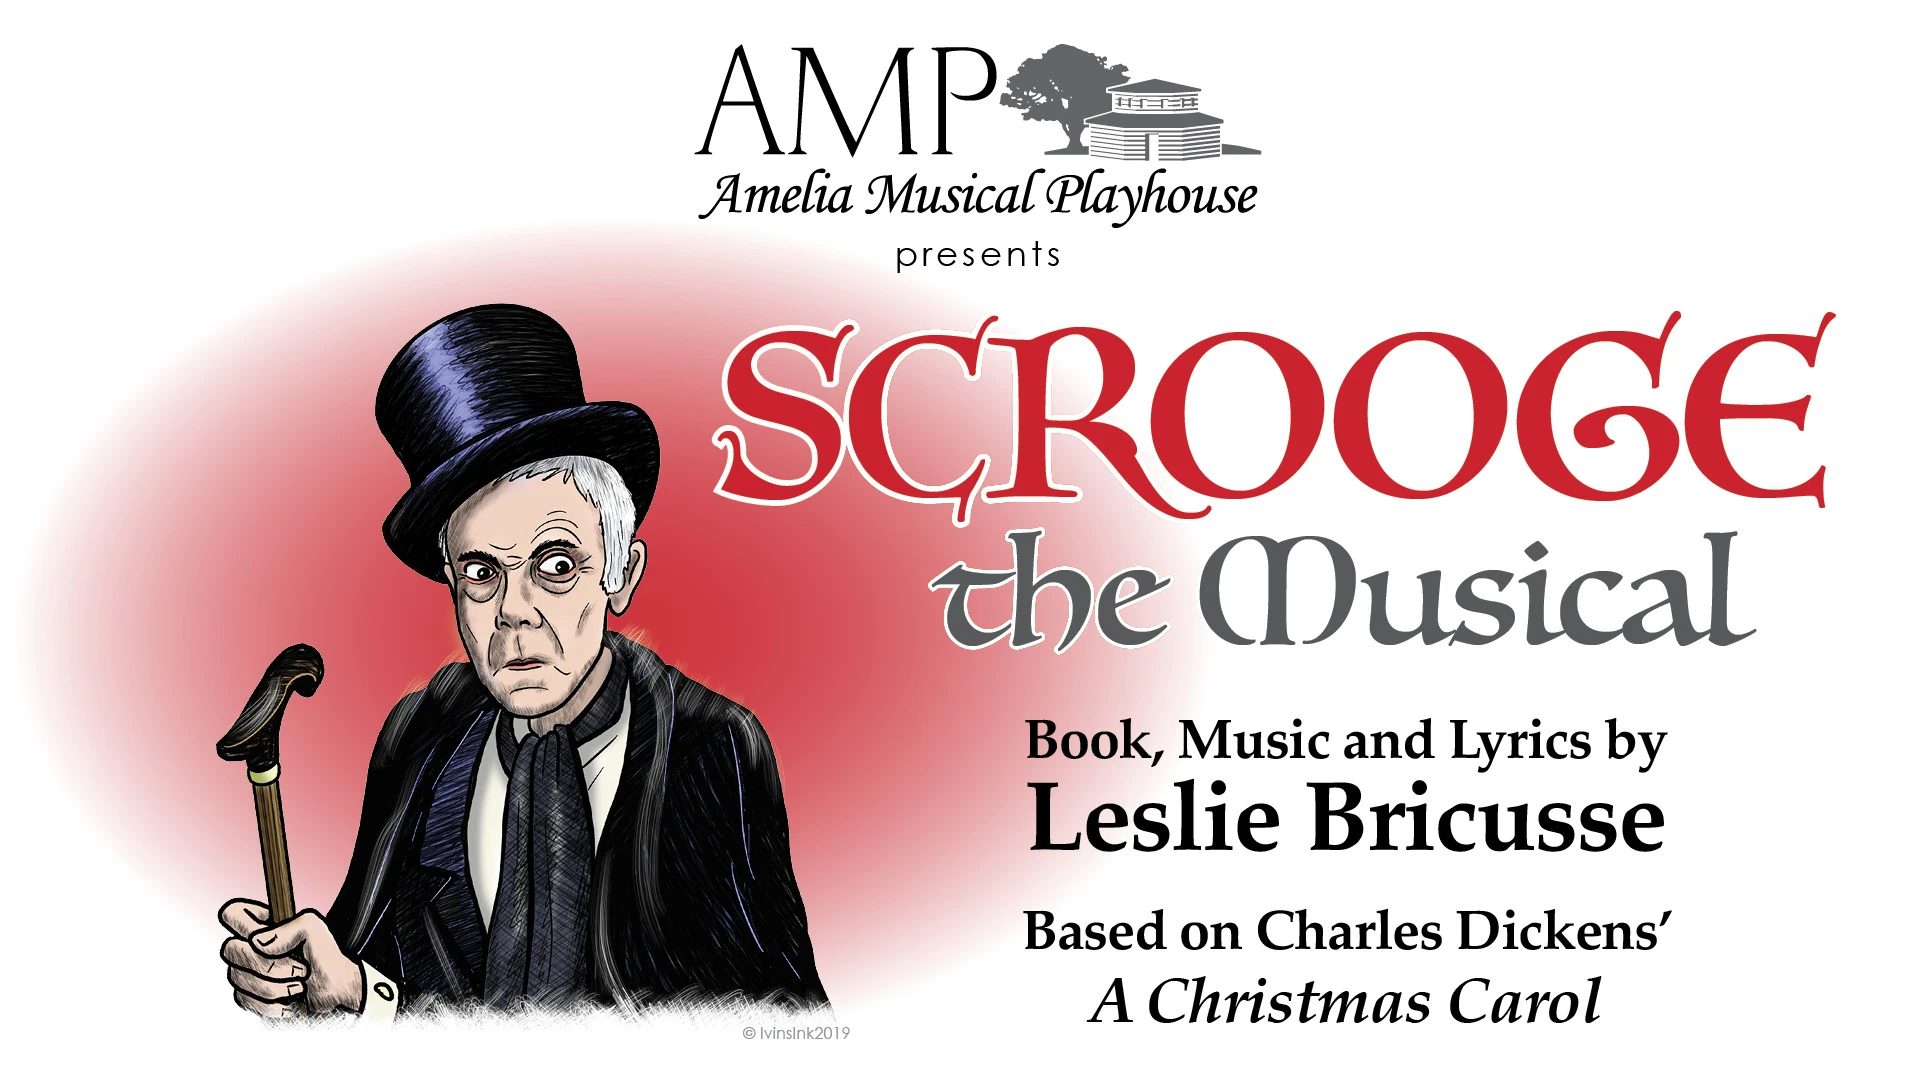 AMP
Amelia Musical Playhouse
presents
SCROOGE
the Musical
Book, Music and Lyrics by
Leslie Bricusse
Based on Charles Dickens’
A Christmas Carol
© IvinsInk2019